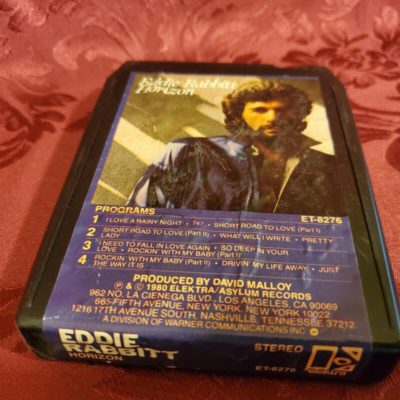 Eddie Rabbitt
Horizon
PROGRAMS
ET-8276
1 I LOVE A RAINY NIGHT • 747 • SHORT ROAD TO LOVE (Part I)
2 SHORT ROAD TO LOVE (Part II) • WHAT WILL I WRITE • PRETTY
LADY
3 I NEED TO FALL IN LOVE AGAIN • SO DEEP IN YOUR
LOVE • ROCKIN' WITH MY BABY (Part I)
4 ROCKIN' WITH MY BABY (Part II) • DRIVIN' MY LIFE AWAY • JUST
THE WAY IT IS
PRODUCED BY DAVID MALLOY
℗ & © 1980 ELEKTRA/ASYLUM RECORDS
962 NO. LA CIENEGA BLVD., LOS ANGELES, CA 90069
665 FIFTH AVENUE, NEW YORK, NEW YORK 10022
1216 17TH AVENUE SOUTH, NASHVILLE, TENNESSEE 37212
A DIVISION OF WARNER COMMUNICATIONS INC
EDDIE
RABBITT
HORIZON
STEREO
elektra
ET-8276